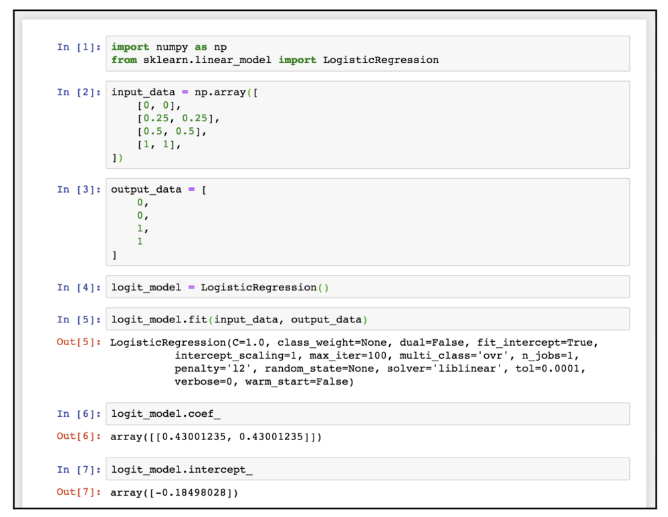 In [1]: import numpy as np
from sklearn.linear_model import LogisticRegression
In [2]: input_data = np.array([
[0, 0],
[0.25, 0.25],
[0.5, 0.5],
[1, 1],
])
In [3]: output_data = [
0,
0,
1,
1
]
In [4]: logit_model = LogisticRegression()
In [5]: logit_model.fit(input_data, output_data)
Out[5]: LogisticRegression(C=1.0, class_weight=None, dual=False, fit_intercept=True,
intercept_scaling=1, max_iter=100, multi_class='ovr', n_jobs=1,
penalty='l2', random_state=None, solver='liblinear', tol=0.0001,
verbose=0, warm_start=False)
In [6]: logit_model.coef_
Out[6]: array([[0.43001235, 0.43001235]])
In [7]: logit_model.intercept_
Out[7]: array([-0.18498028])